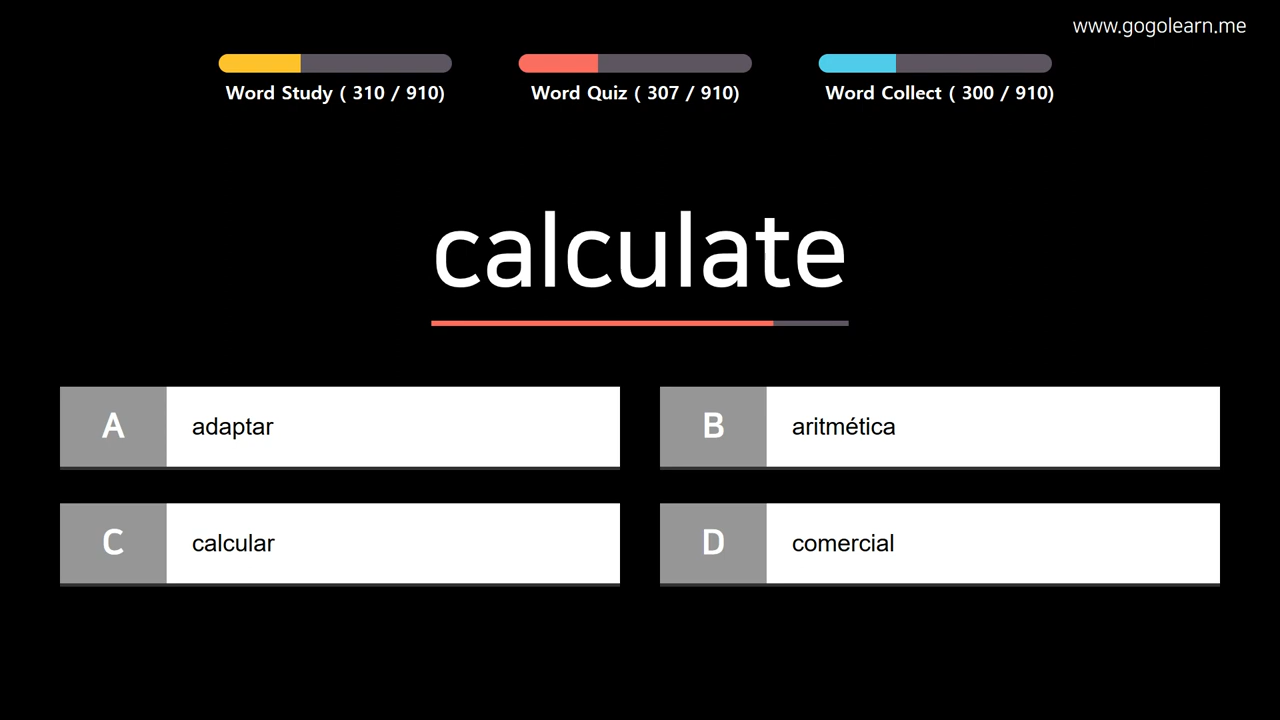 www.gogolearn.me
Word Study ( 310 / 910)
Word Quiz ( 307 / 910)
Word Collect ( 300 / 910)
calculate
A adaptar
B aritmética
C calcular
D comercial